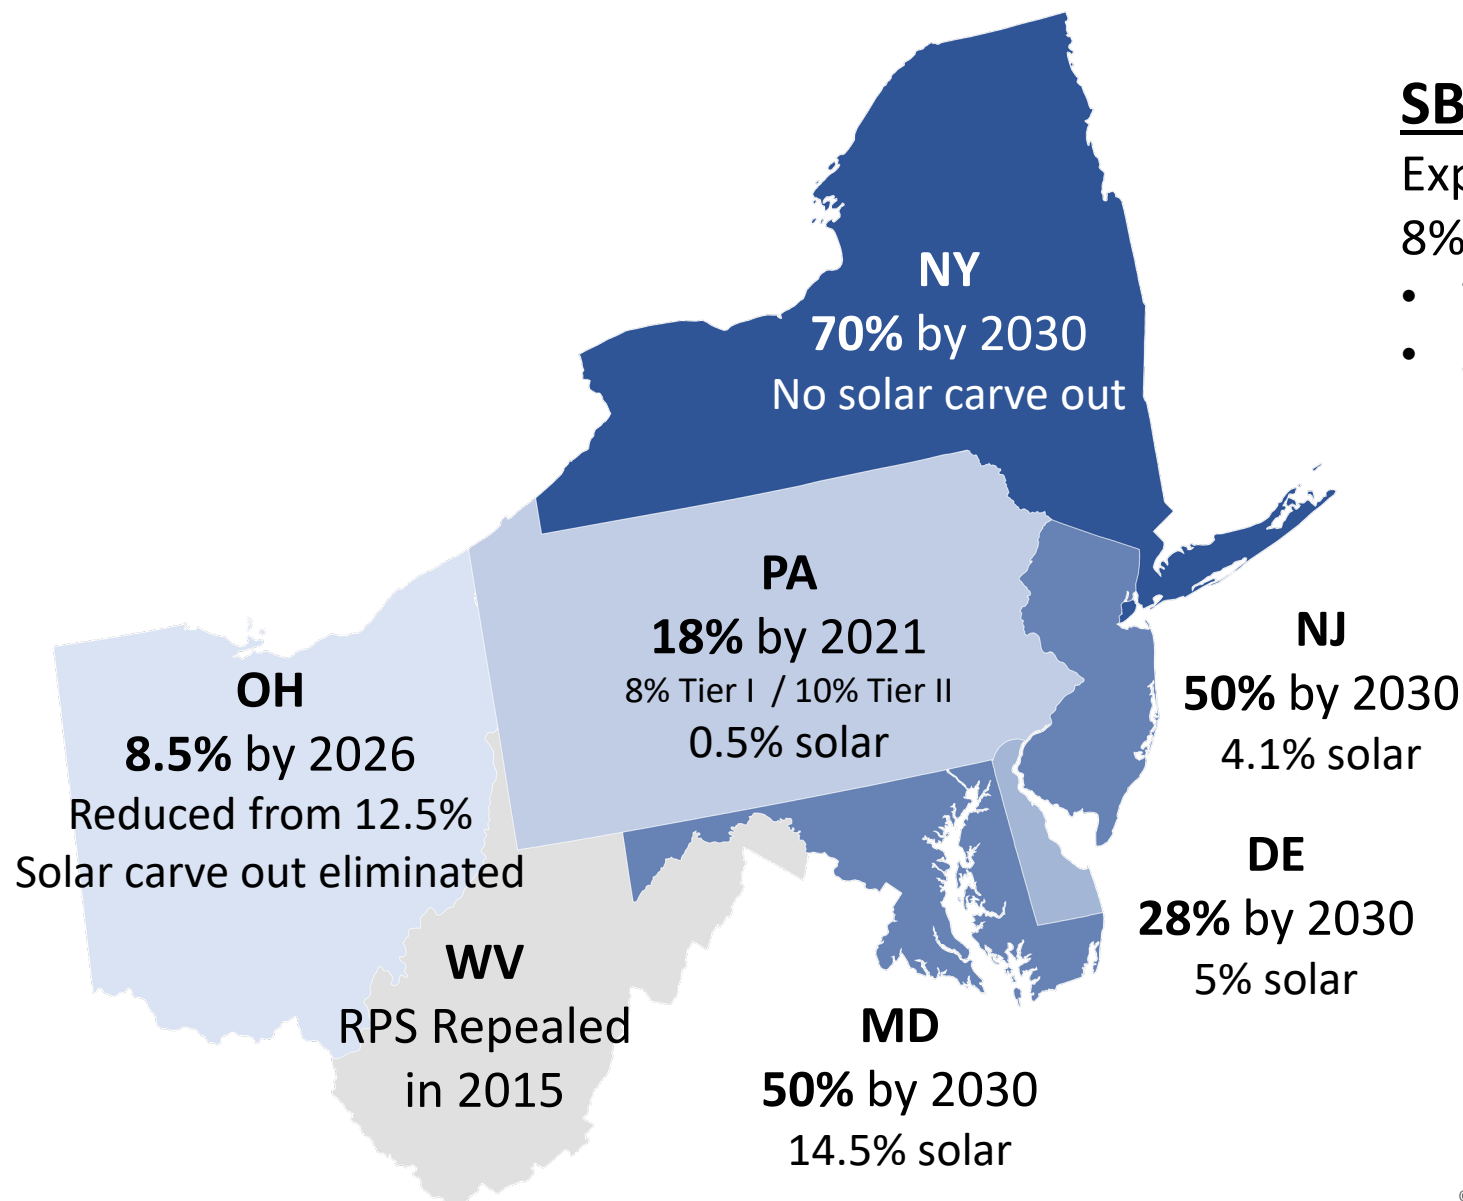 NY
70% by 2030
No solar carve out
PA
18% by 2021
8% Tier I / 10% Tier II
0.5% solar
OH
8.5% by 2026
Reduced from 12.5%
Solar carve out eliminated
WV
RPS Repealed
in 2015
MD
50% by 2030
14.5% solar
NJ
50% by 2030
4.1% solar
DE
28% by 2030
5% solar
SB
Exp
8%
•
•